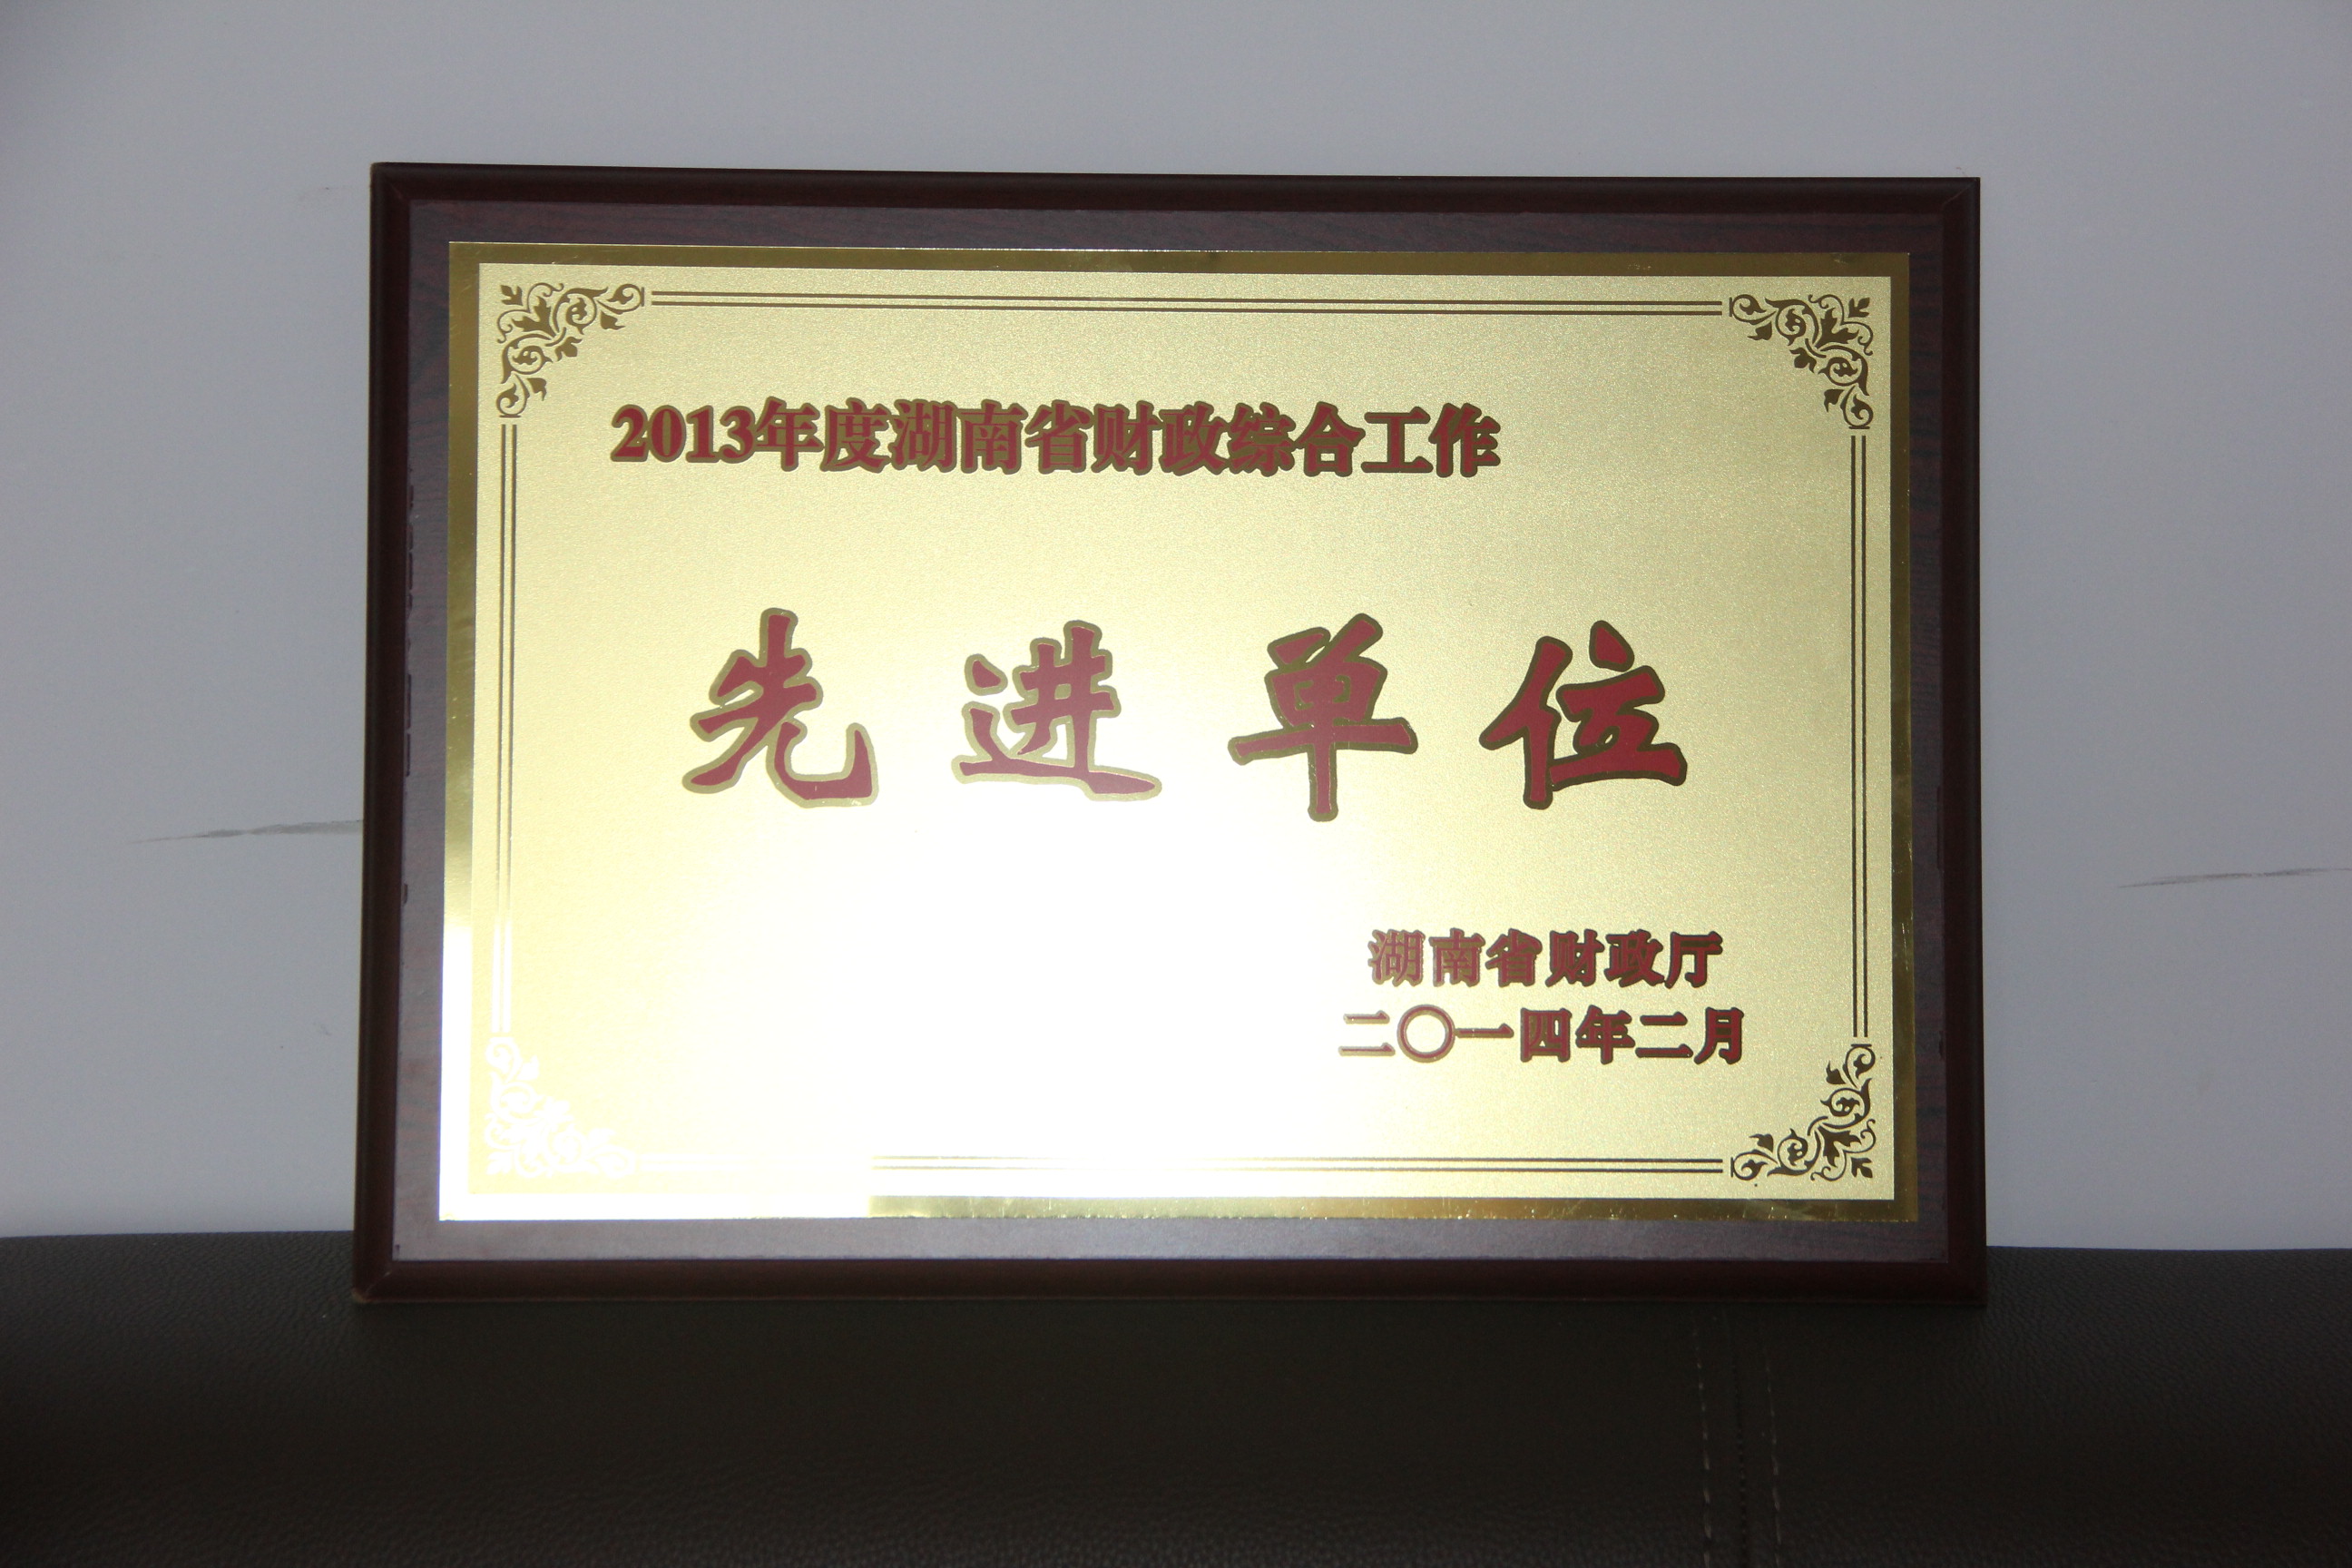 2013年度湖南省财政综合工作
先进单位
湖南省财政厅
二〇一四年二月